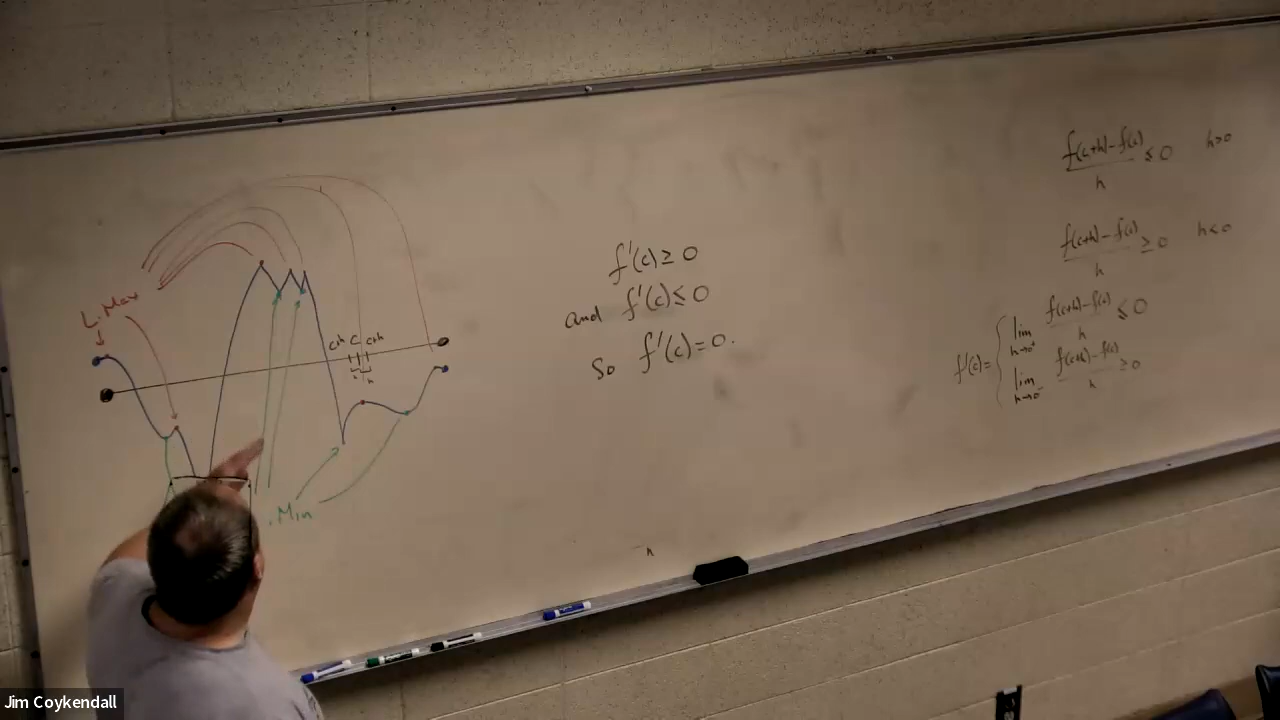 L. Max
c+h c c+h
h h
. Min
f'(c) ≥ 0
and f'(c) ≤ 0
So f'(c) = 0.
h
f(c+h) - f(c) / h ≤ 0 h>0
f(c+h) - f(c) / h ≥ 0 h<0
f'(c) = { lim h→0⁺ f(c+h) - f(c) / h ≤ 0
lim h→0⁻ f(c+h) - f(c) / h ≥ 0
Jim Coykendall